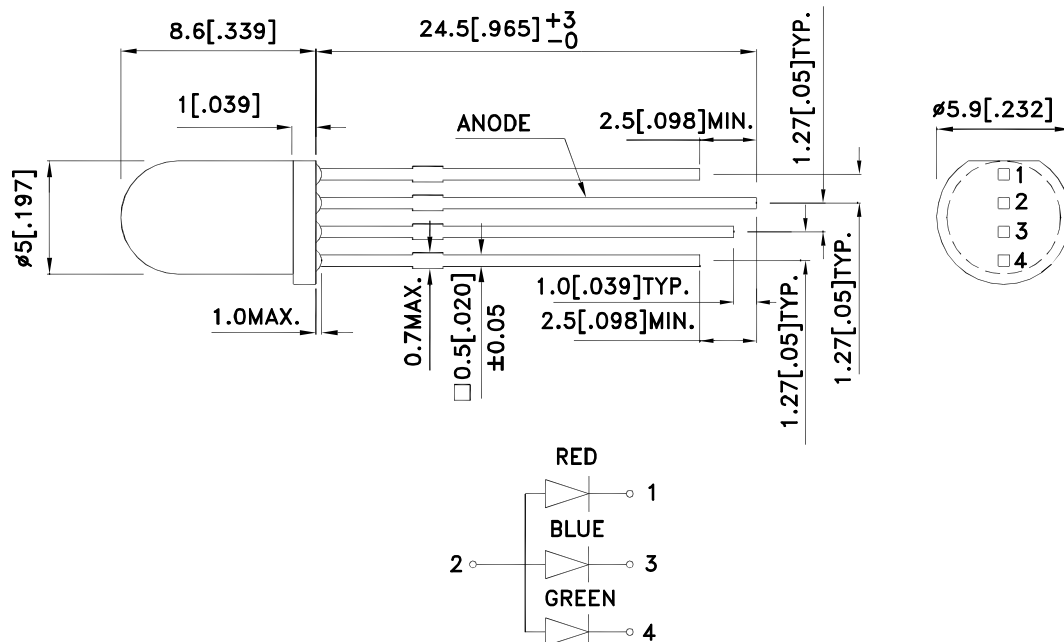 8.6[.339]
24.5[.965] +3 -0
1[.039]
ANODE
2.5[.098]MIN.
1.27[.05]TYP.
ø5.9[.232]
ø5[.197]
1
2
3
4
1.0MAX.
0.7MAX.
□0.5[.020]
±0.05
1.0[.039]TYP.
2.5[.098]MIN.
1.27[.05]TYP.
1.27[.05]TYP.
RED
1
BLUE
2
3
GREEN
4